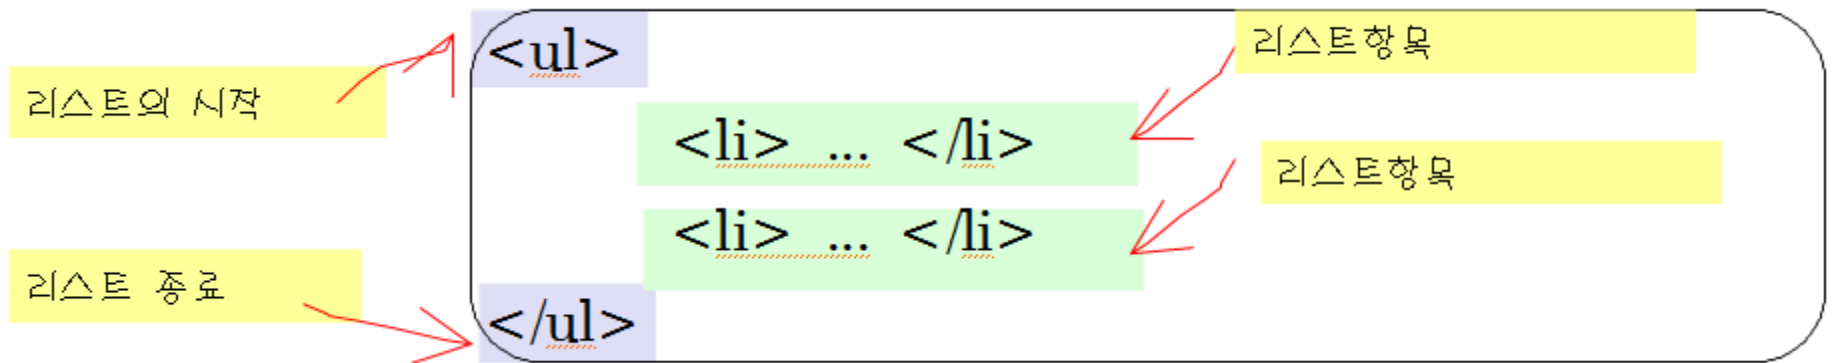 <ul>
리스트항목
리스트의 시작
<li> ... </li>
리스트항목
<li> ... </li>
리스트 종료
</ul>